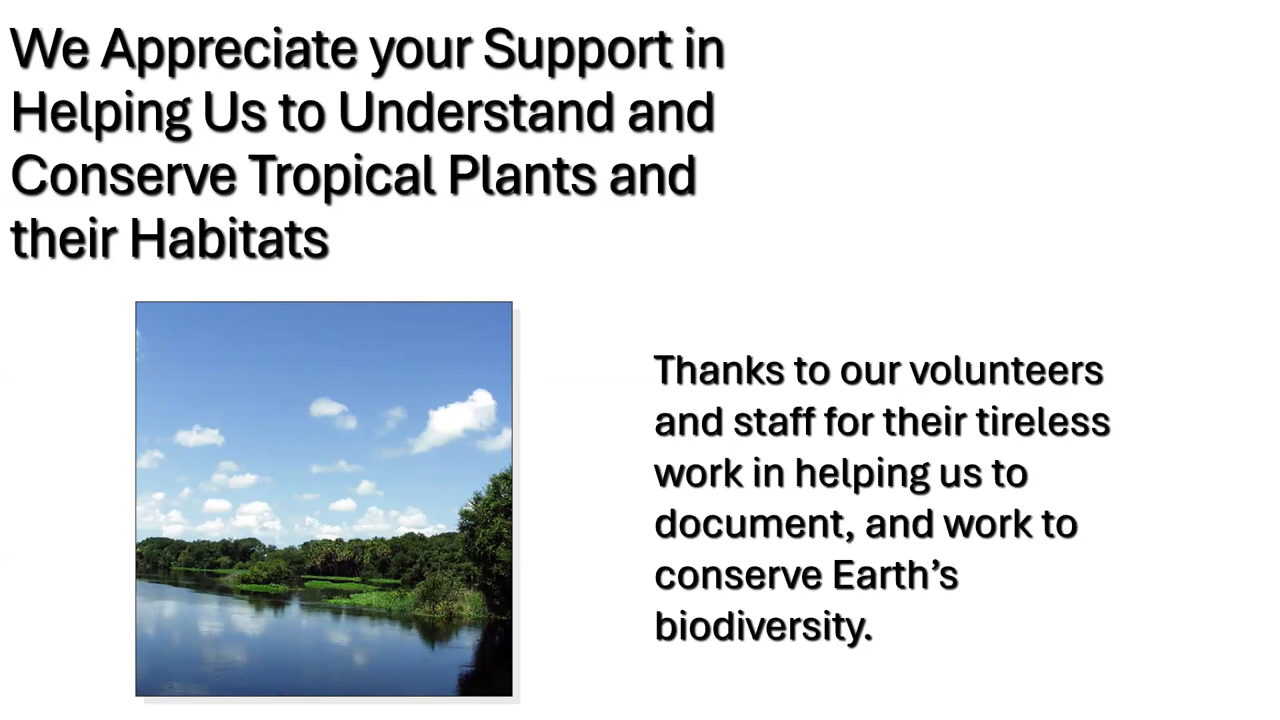 We Appreciate your Support in
Helping Us to Understand and
Conserve Tropical Plants and
their Habitats
Thanks to our volunteers
and staff for their tireless
work in helping us to
document, and work to
conserve Earth’s
biodiversity.